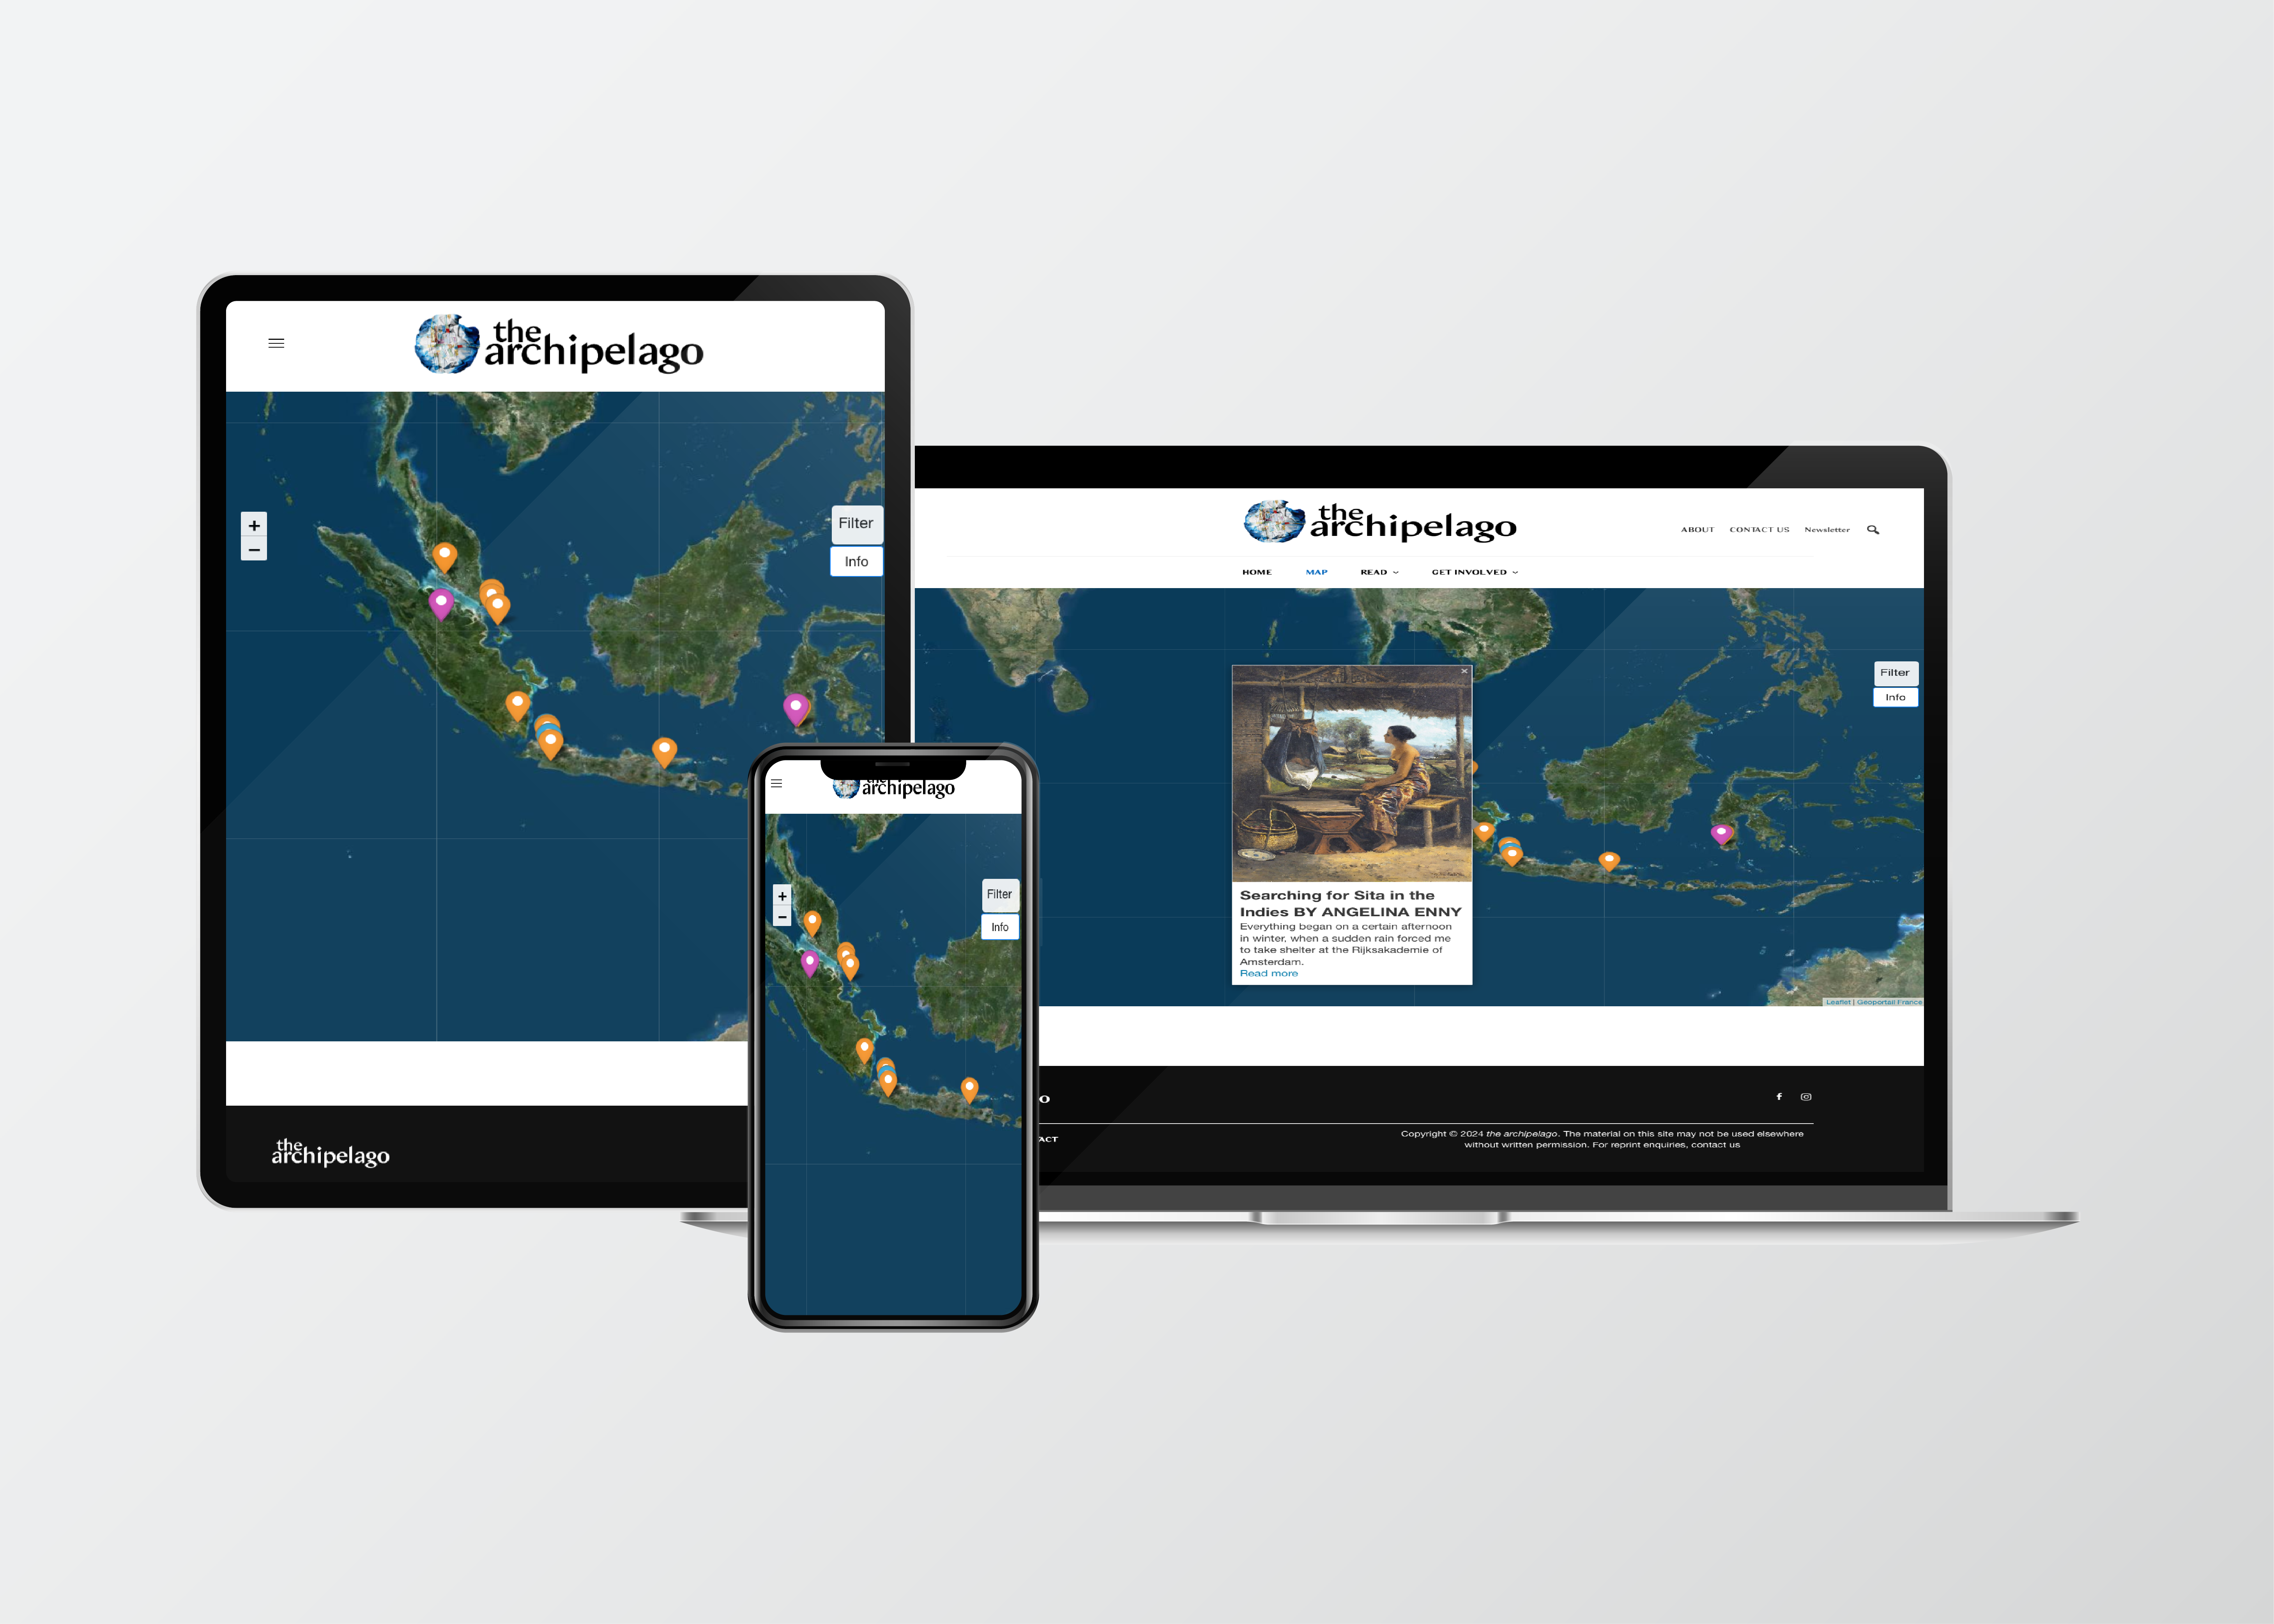 the
archipelago
+
−
Filter
Info
the
archipelago
the
archipelago
ABOUT CONTACT US Newsletter
HOME MAP READ GET INVOLVED
Filter
Info
×
Searching for Sita in the
Indies BY ANGELINA ENNY
Everything began on a certain afternoon
in winter, when a sudden rain forced me
to take shelter at the Rijksakademie of
Amsterdam.
Read more
Leaflet | Geoportail France
o
f
ACT
Copyright © 2024 the archipelago. The material on this site may not be used elsewhere
without written permission. For reprint enquiries, contact us
the
archipelago
+
−
Filter
Info